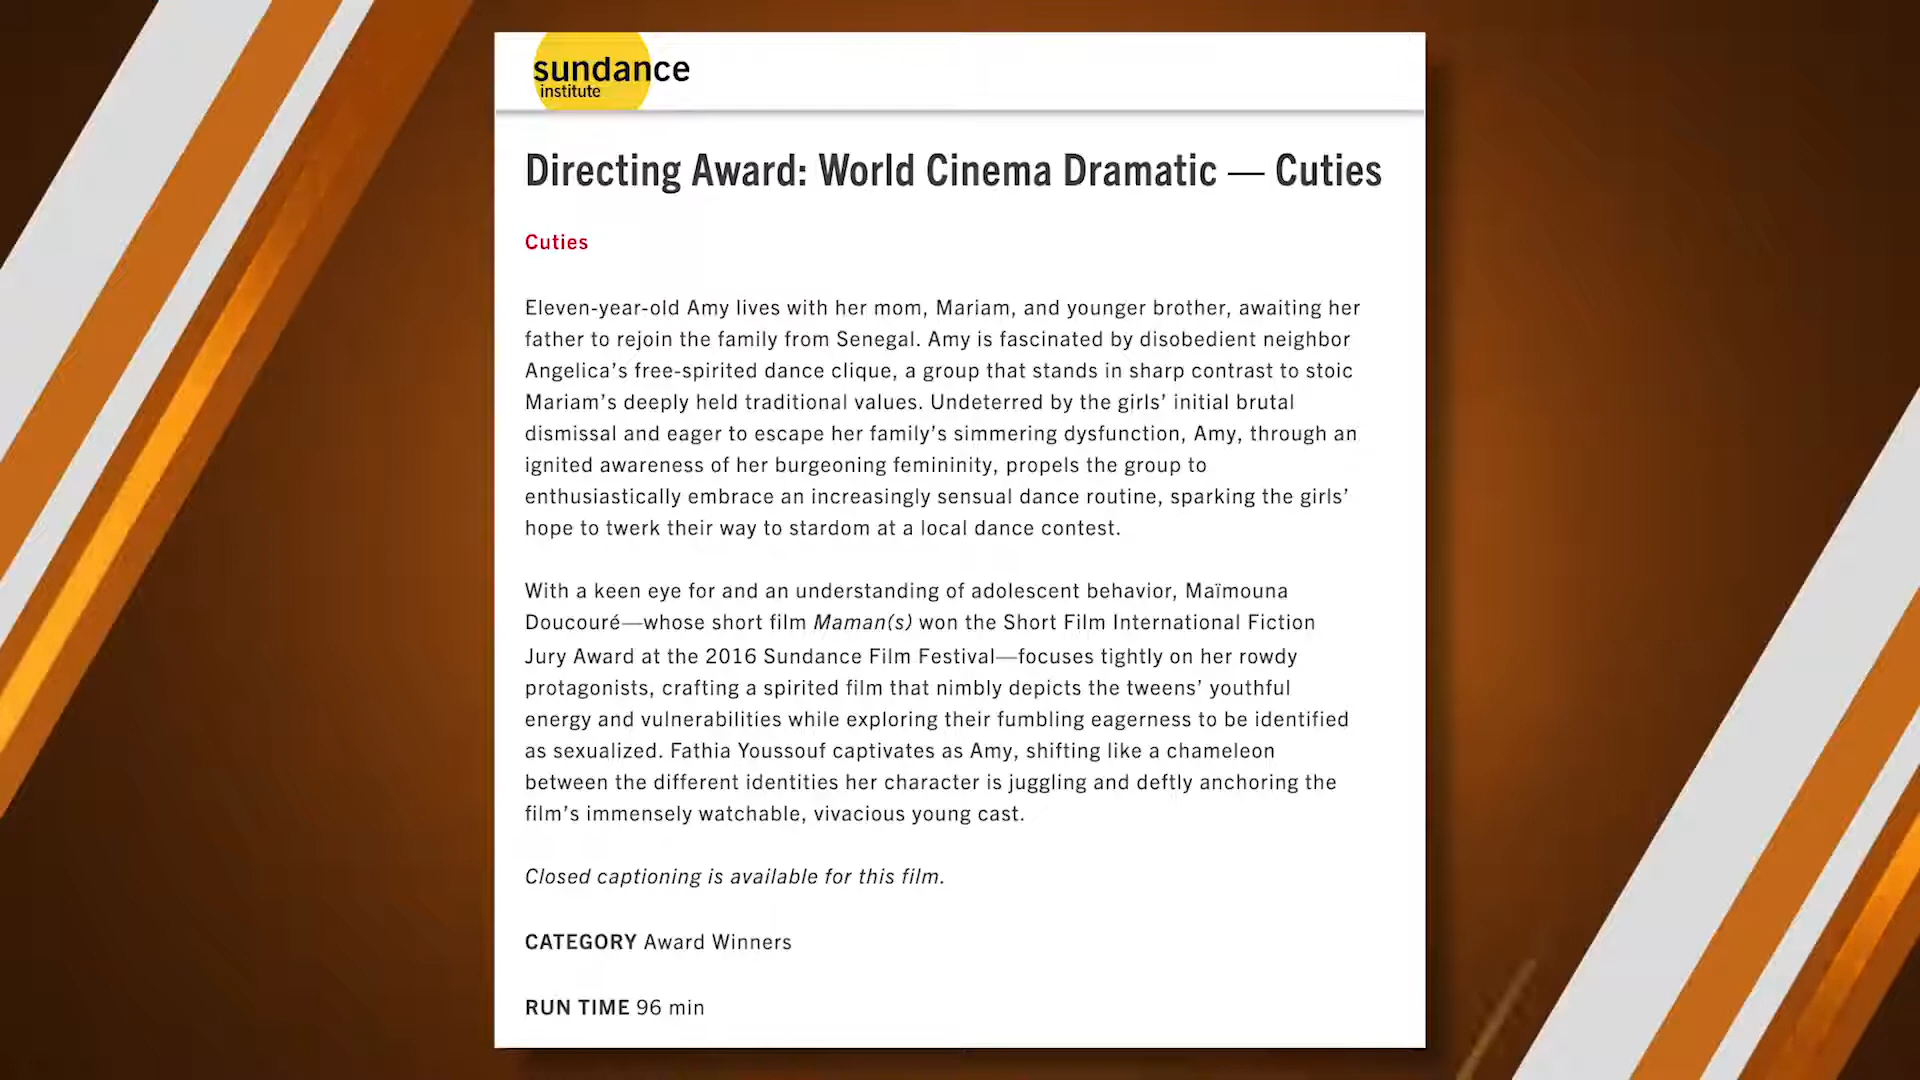 sundance
institute
Directing Award: World Cinema Dramatic — Cuties
Cuties
Eleven-year-old Amy lives with her mom, Mariam, and younger brother, awaiting her
father to rejoin the family from Senegal. Amy is fascinated by disobedient neighbor
Angelica’s free-spirited dance clique, a group that stands in sharp contrast to stoic
Mariam’s deeply held traditional values. Undeterred by the girls’ initial brutal
dismissal and eager to escape her family’s simmering dysfunction, Amy, through an
ignited awareness of her burgeoning femininity, propels the group to
enthusiastically embrace an increasingly sensual dance routine, sparking the girls’
hope to twerk their way to stardom at a local dance contest.
With a keen eye for and an understanding of adolescent behavior, Maïmouna
Doucouré—whose short film Maman(s) won the Short Film International Fiction
Jury Award at the 2016 Sundance Film Festival—focuses tightly on her rowdy
protagonists, crafting a spirited film that nimbly depicts the tweens’ youthful
energy and vulnerabilities while exploring their fumbling eagerness to be identified
as sexualized. Fathia Youssouf captivates as Amy, shifting like a chameleon
between the different identities her character is juggling and deftly anchoring the
film’s immensely watchable, vivacious young cast.
Closed captioning is available for this film.
CATEGORY Award Winners
RUN TIME 96 min